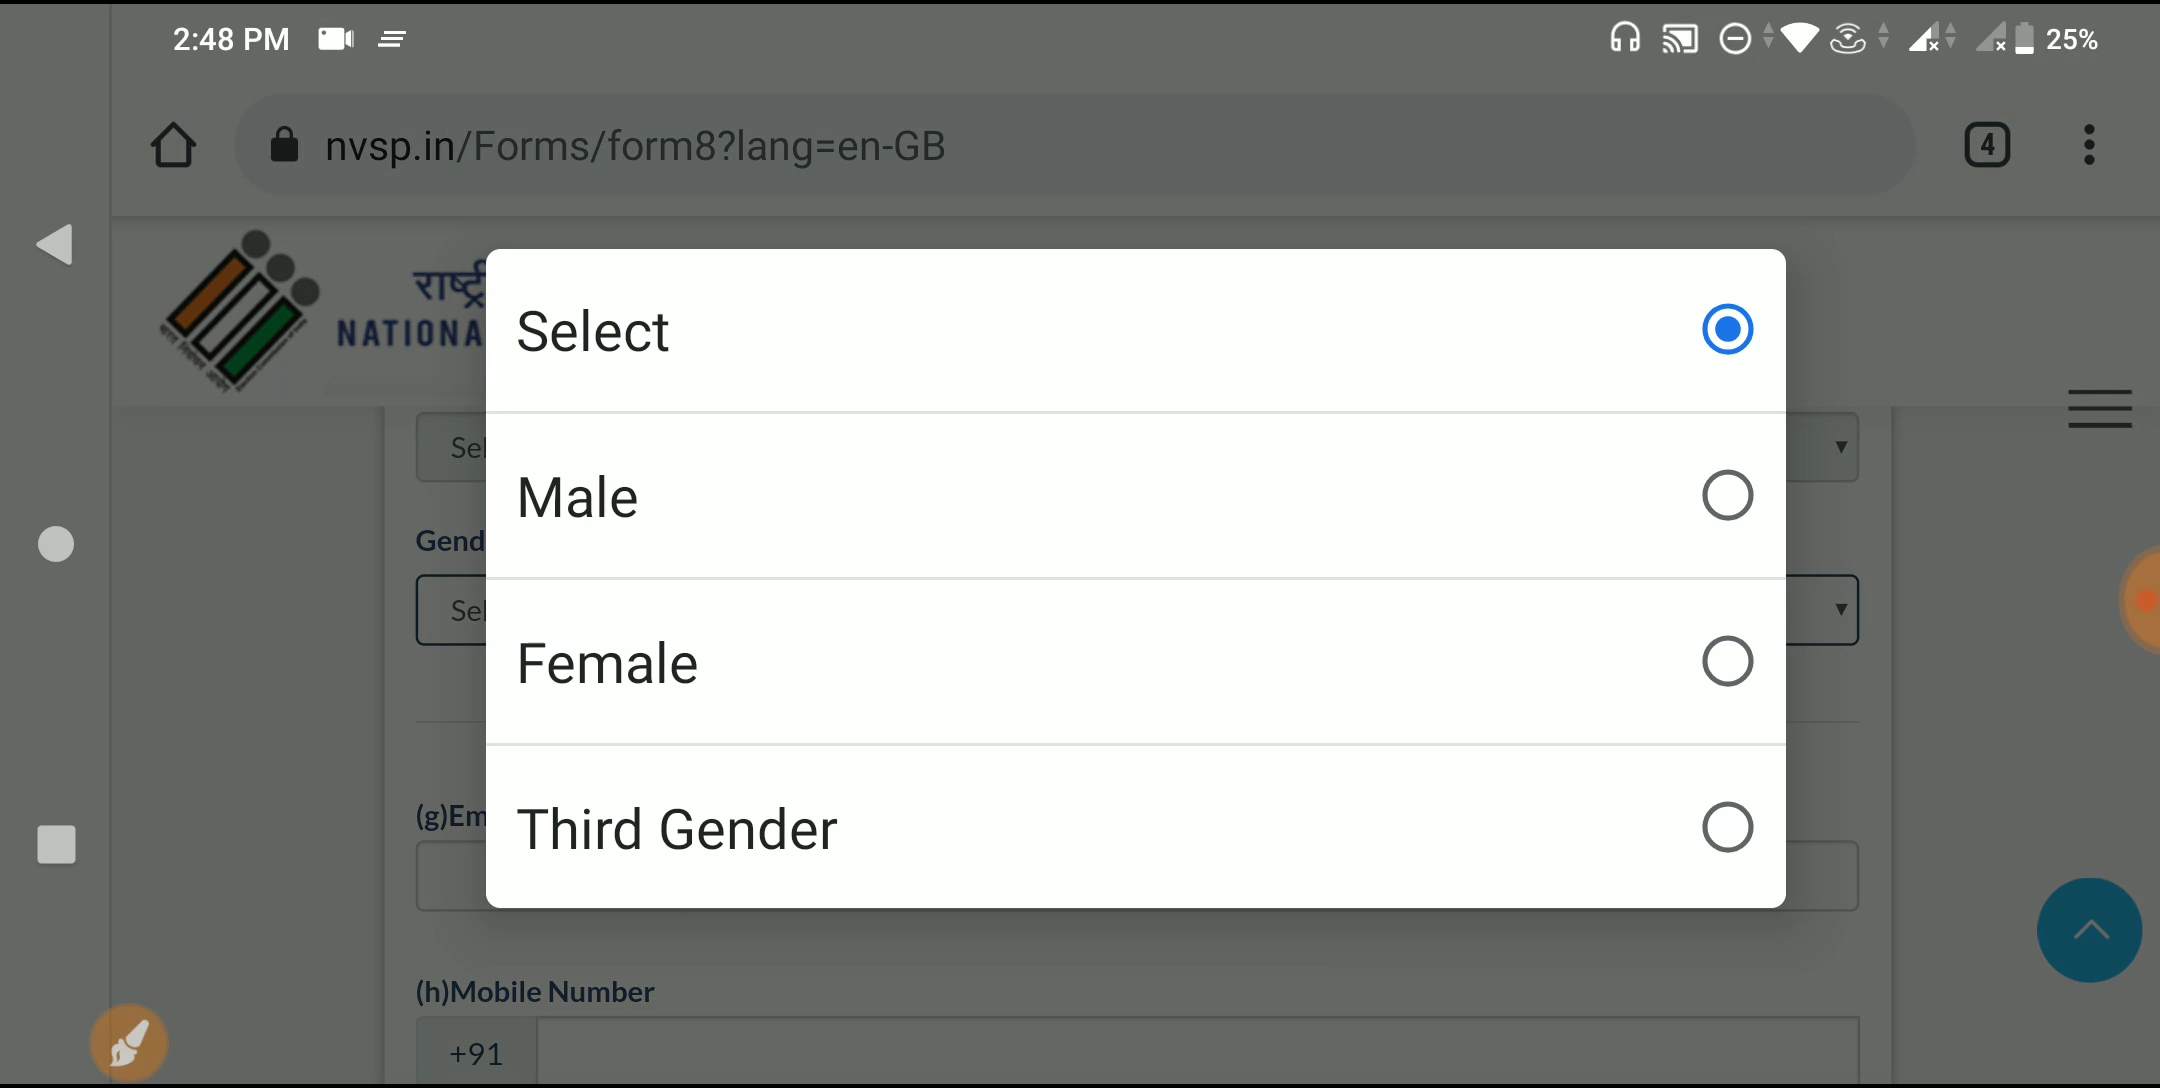 2:48 PM
25%
nvsp.in/Forms/form8?lang=en-GB
4
राष्ट्री
NATIONA
Select
Sel
Male
Gend
Sel
Female
(g)Em
Third Gender
(h)Mobile Number
+91